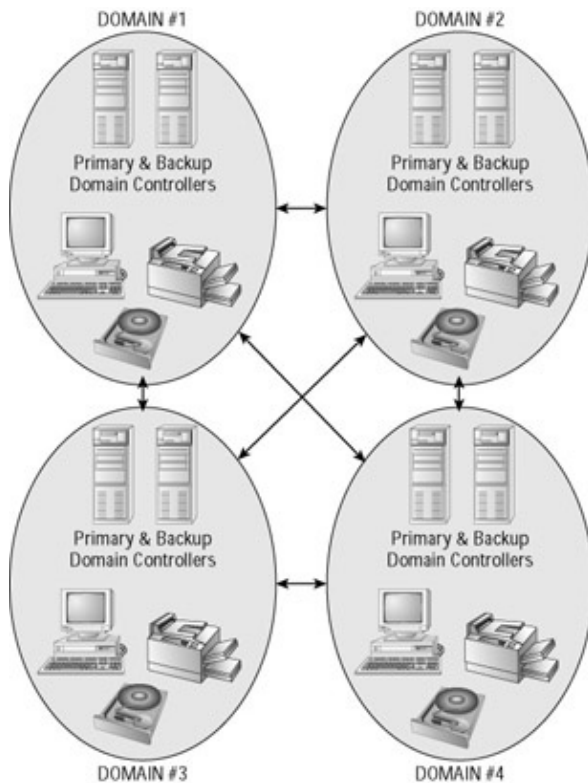 DOMAIN #1
DOMAIN #2
Primary & Backup
Domain Controllers
Primary & Backup
Domain Controllers
Primary & Backup
Domain Controllers
Primary & Backup
Domain Controllers
DOMAIN #3
DOMAIN #4